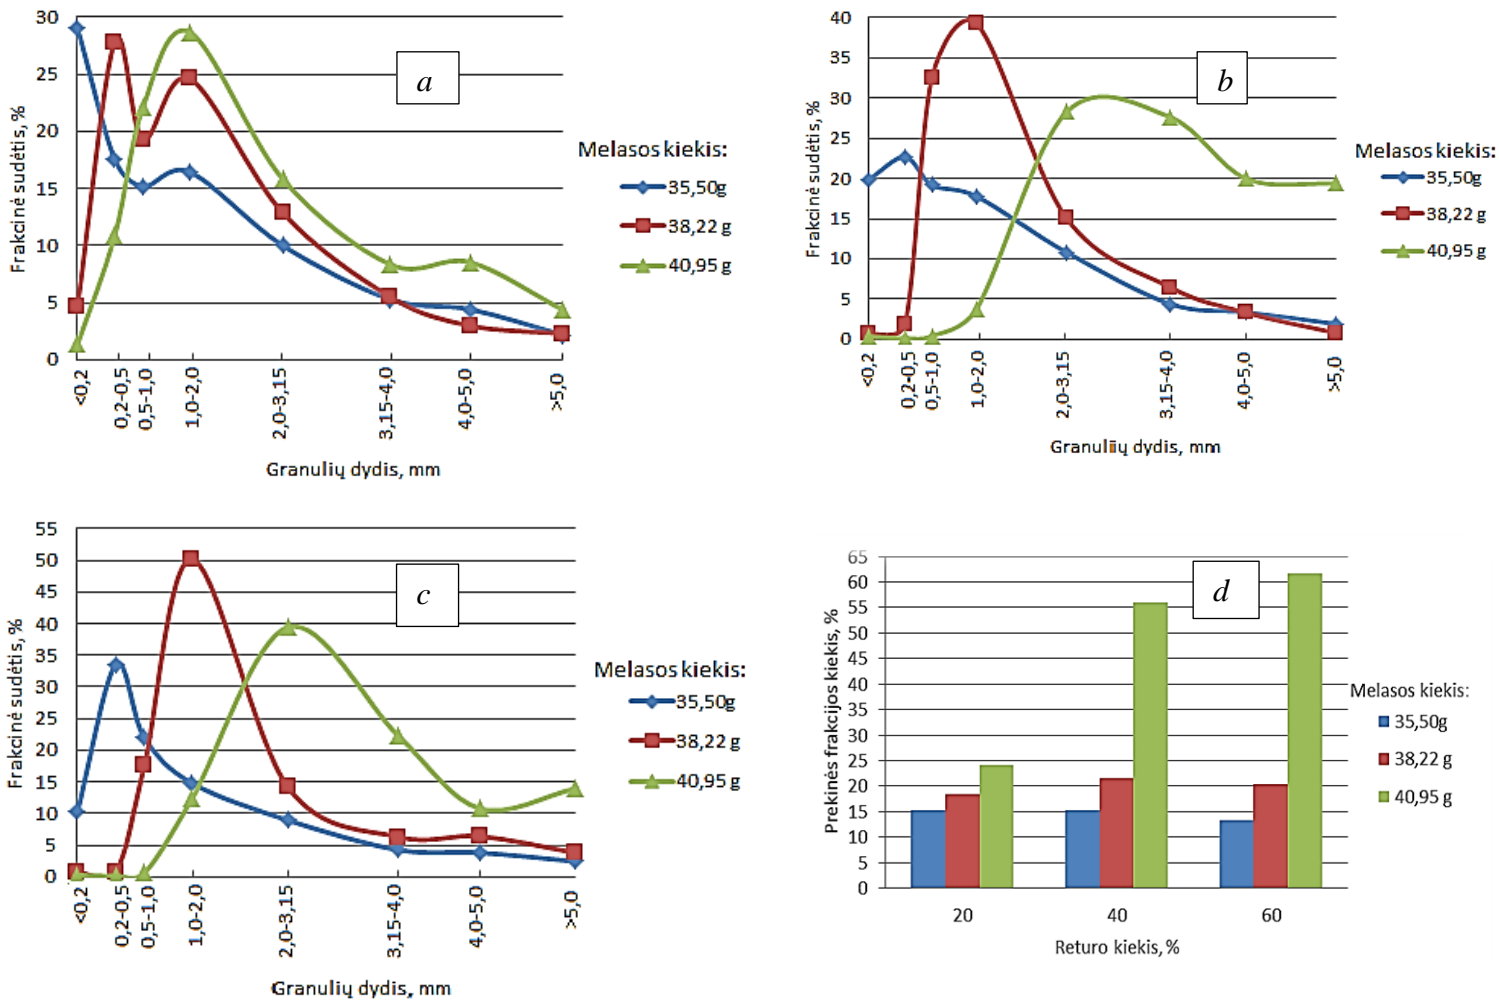 a
Frakcinė sudėtis, %
30
25
20
15
10
5
0
<0,2
0,2-0,5
0,5-1,0
1,0-2,0
2,0-3,15
3,15-4,0
4,0-5,0
>5,0
Granulių dydis, mm
Melasos kiekis:
35,50g
38,22 g
40,95 g
b
Frakcinė sudėtis, %
40
35
30
25
20
15
10
5
0
<0,2
0,2-0,5
0,5-1,0
1,0-2,0
2,0-3,15
3,15-4,0
4,0-5,0
>5,0
Granulių dydis, mm
Melasos kiekis:
35,50g
38,22 g
40,95 g
c
Frakcinė sudėtis, %
55
50
45
40
35
30
25
20
15
10
5
0
<0,2
0,2-0,5
0,5-1,0
1,0-2,0
2,0-3,15
3,15-4,0
4,0-5,0
>5,0
Granulių dydis, mm
Melasos kiekis:
35,50g
38,22 g
40,95 g
d
Prekinės frakcijos kiekis, %
65
60
55
50
45
40
35
30
25
20
15
10
5
0
20
40
60
Returo kiekis, %
Melasos kiekis:
35,50g
38,22 g
40,95 g